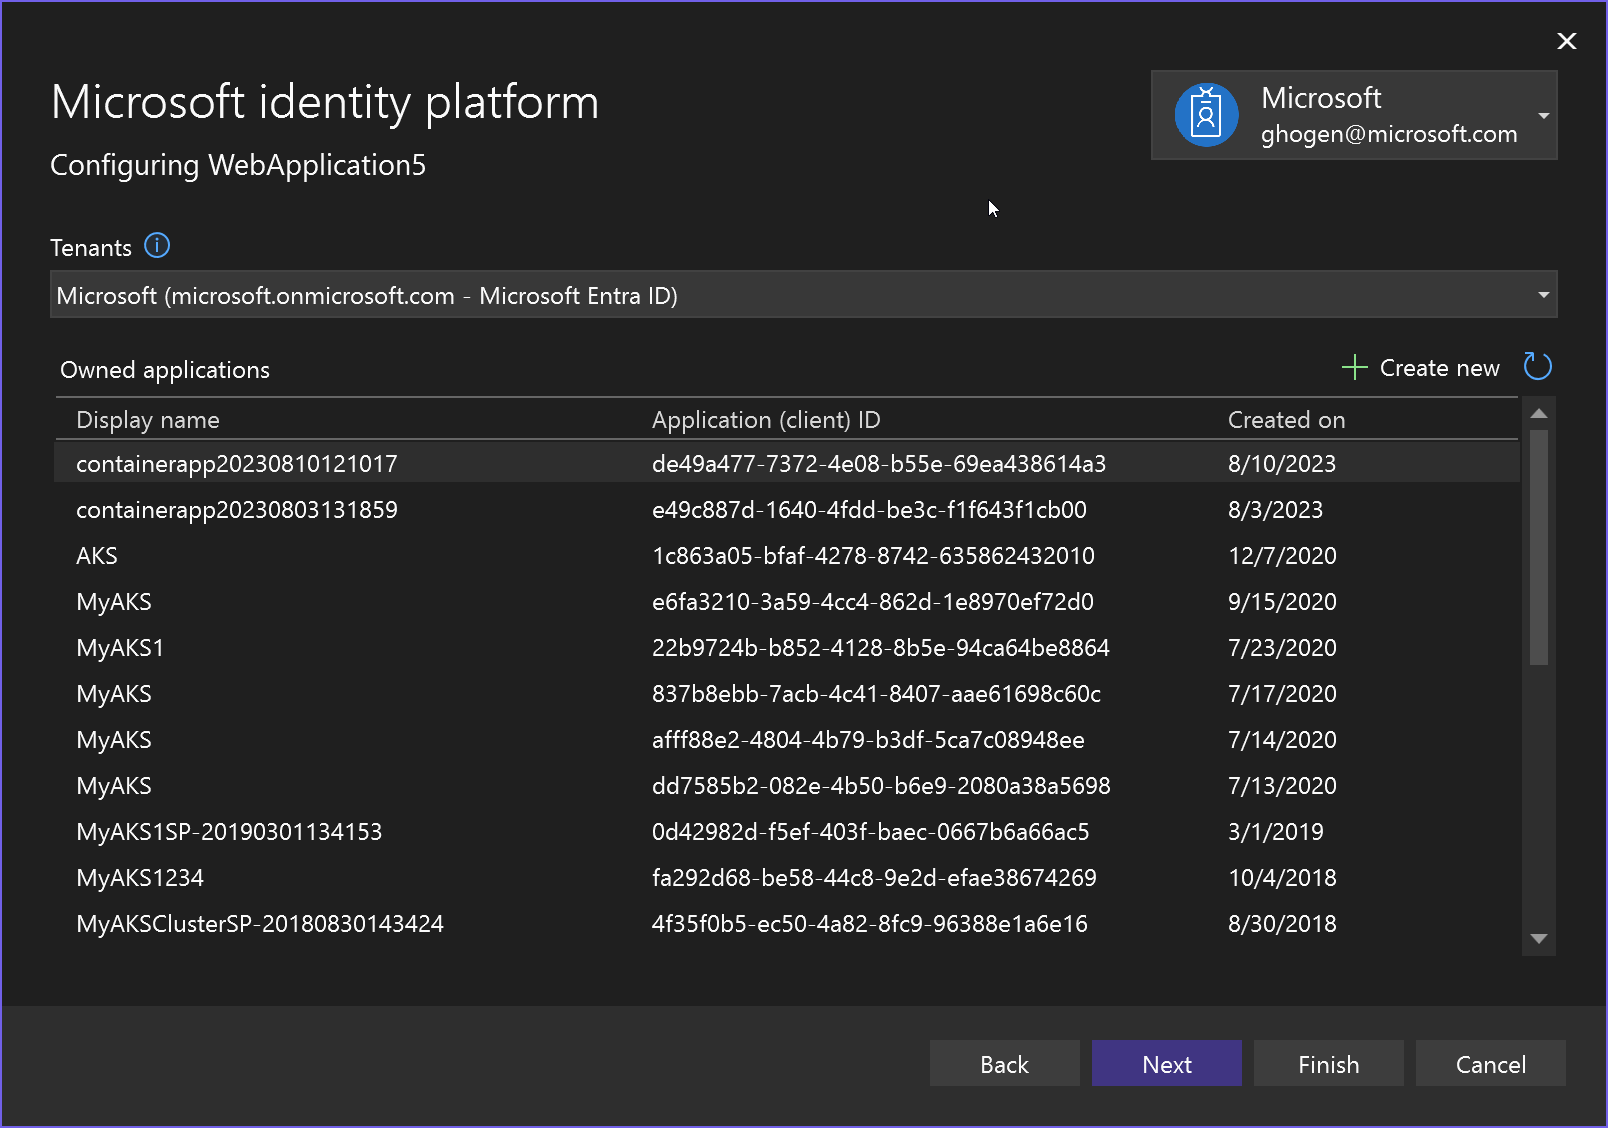 Microsoft identity platform
Configuring WebApplication5
Microsoft
ghogen@microsoft.com
Tenants
Microsoft (microsoft.onmicrosoft.com - Microsoft Entra ID)
Owned applications
Create new
Display name Application (client) ID Created on
containerapp20230810121017 de49a477-7372-4e08-b55e-69ea438614a3 8/10/2023
containerapp20230803131859 e49c887d-1640-4fdd-be3c-f1f643f1cb00 8/3/2023
AKS 1c863a05-bfaf-4278-8742-635862432010 12/7/2020
MyAKS e6fa3210-3a59-4cc4-862d-1e8970ef72d0 9/15/2020
MyAKS1 22b9724b-b852-4128-8b5e-94ca64be8864 7/23/2020
MyAKS 837b8ebb-7acb-4c41-8407-aae61698c60c 7/17/2020
MyAKS afff88e2-4804-4b79-b3df-5ca7c08948ee 7/14/2020
MyAKS dd7585b2-082e-4b50-b6e9-2080a38a5698 7/13/2020
MyAKS1SP-20190301134153 0d42982d-f5ef-403f-baec-0667b6a66ac5 3/1/2019
MyAKS1234 fa292d68-be58-44c8-9e2d-efae38674269 10/4/2018
MyAKSClusterSP-20180830143424 4f35f0b5-ec50-4a82-8fc9-96388e1a6e16 8/30/2018
Back Next Finish Cancel